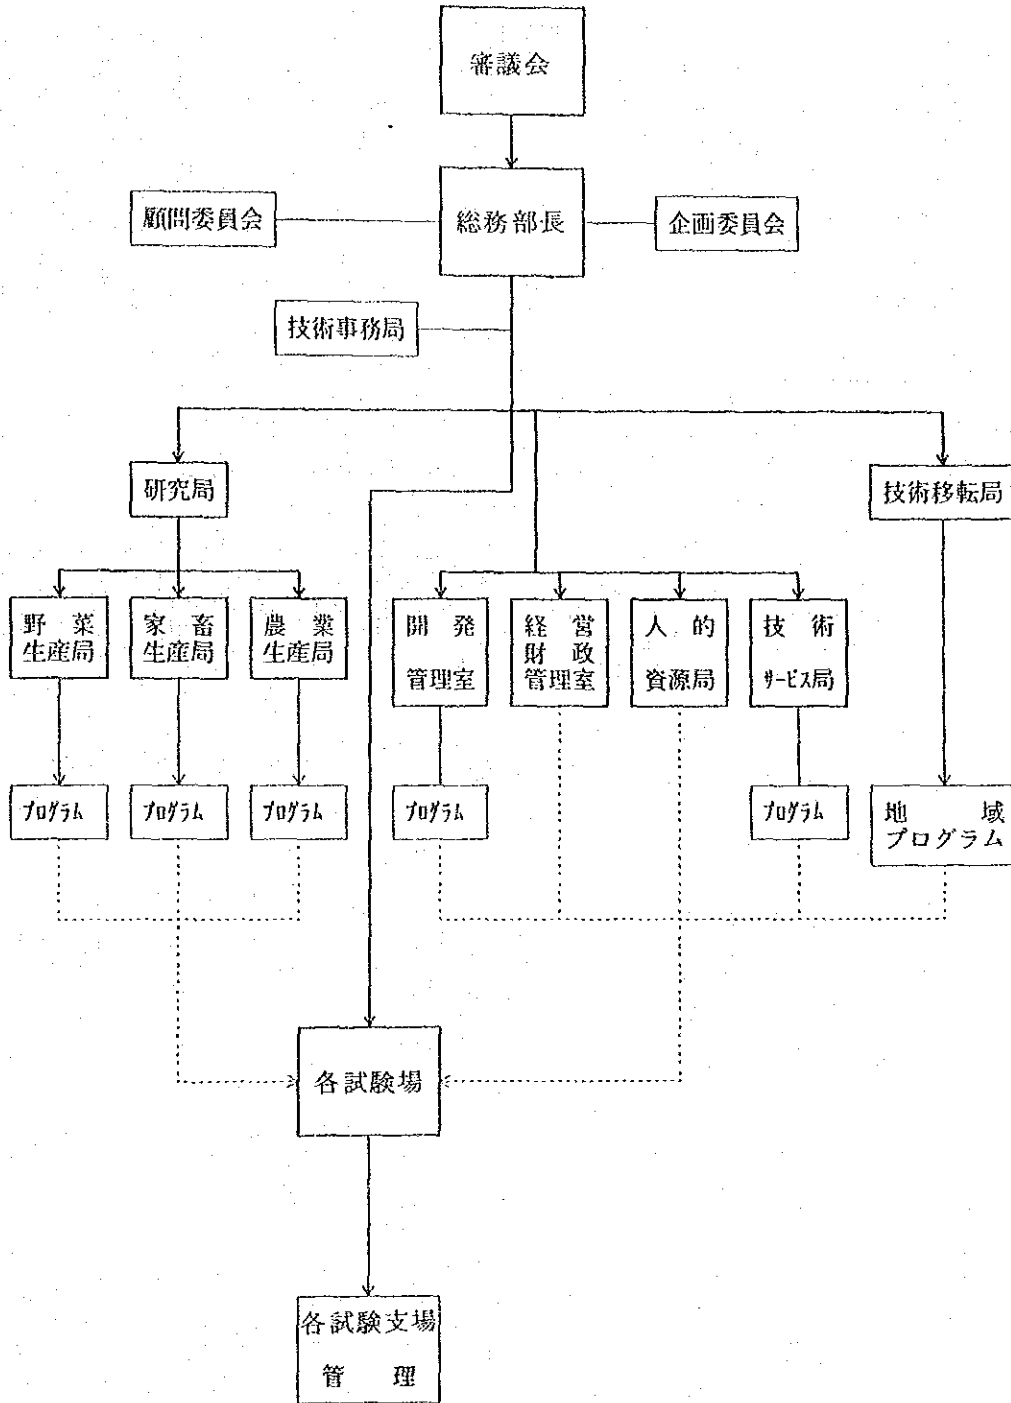 審議会
顧問委員会
総務部長
企画委員会
技術事務局
研究局
技術移転局
野菜
生産局
家畜
生産局
農業
生産局
開発
管理室
経営
財政
管理室
人的
資源局
技術
サービス局
プログラム
プログラム
プログラム
プログラム
プログラム
地域
プログラム
各試験場
各試験支場
管理